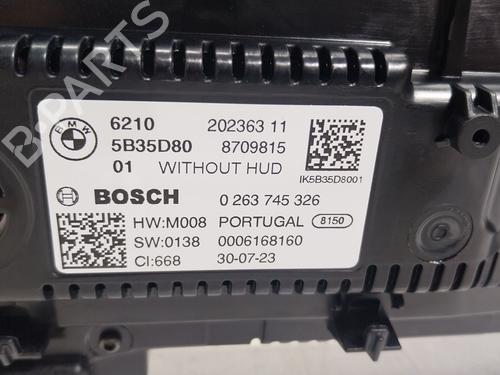 B-PARTS
BMW
6210 202363 11
5B35D80 8709815
01 WITHOUT HUD
IK5B35D8001
BOSCH 0 263 745 326
HW:M008 PORTUGAL 8150
SW:0138 0006168160
CI:668 30-07-23